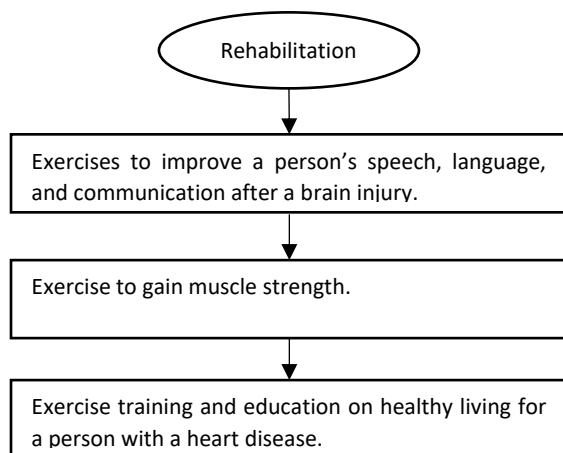 Rehabilitation
Exercises to improve a person’s speech, language,
and communication after a brain injury.
Exercise to gain muscle strength.
Exercise training and education on healthy living for
a person with a heart disease.